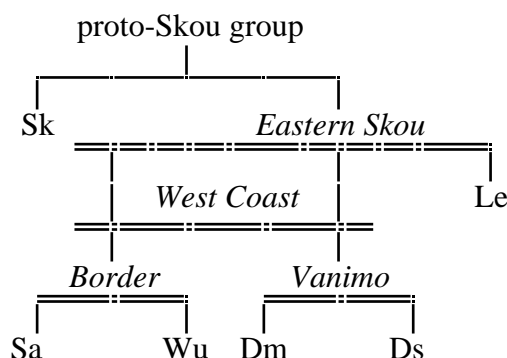 proto-Skou group
Sk Eastern Skou
West Coast Le
Border Vanimo
Sa Wu Dm Ds